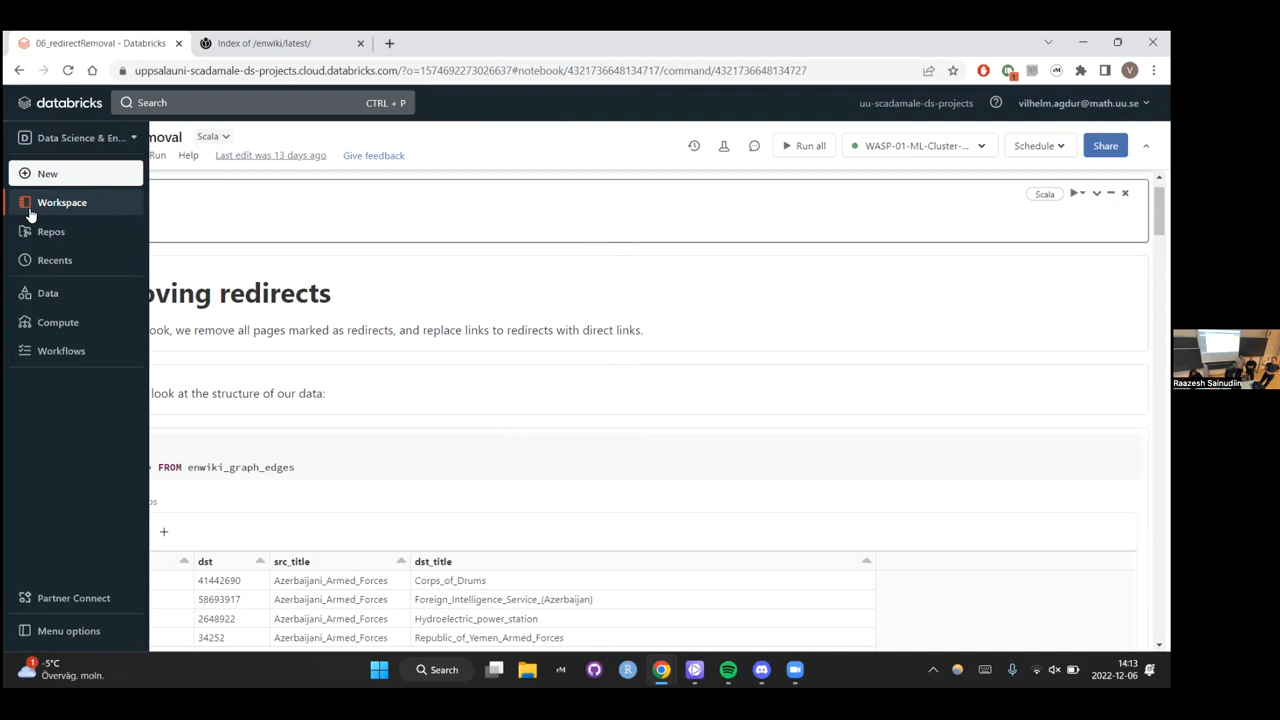 06_redirectRemoval - Databricks
Index of /enwiki/latest/
uppsalauni-scadamale-ds-projects.cloud.databricks.com/?o=1574692273026637#notebook/4321736648134717/command/4321736648134727
V
databricks
Search
CTRL + P
uu-scadamale-ds-projects
vilhelm.agdur@math.uu.se
D
Data Science & En...
moval
Scala
Run
Help
Last edit was 13 days ago
Give feedback
Run all
WASP-01-ML-Cluster-...
Schedule
Share
New
Workspace
Repos
Recents
Data
Compute
Workflows
Partner Connect
Menu options
Scala
oving redirects
ook, we remove all pages marked as redirects, and replace links to redirects with direct links.
look at the structure of our data:
FROM enwiki_graph_edges
os
dst src_title dst_title
41442690 Azerbaijani_Armed_Forces Corps_of_Drums
58693917 Azerbaijani_Armed_Forces Foreign_Intelligence_Service_(Azerbaijan)
2648922 Azerbaijani_Armed_Forces Hydroelectric_power_station
34252 Azerbaijani_Armed_Forces Republic_of_Yemen_Armed_Forces
Raazesh Sainudiin
1
-5°C
Överväg. moln.
Search
rM
R
14:13
2022-12-06